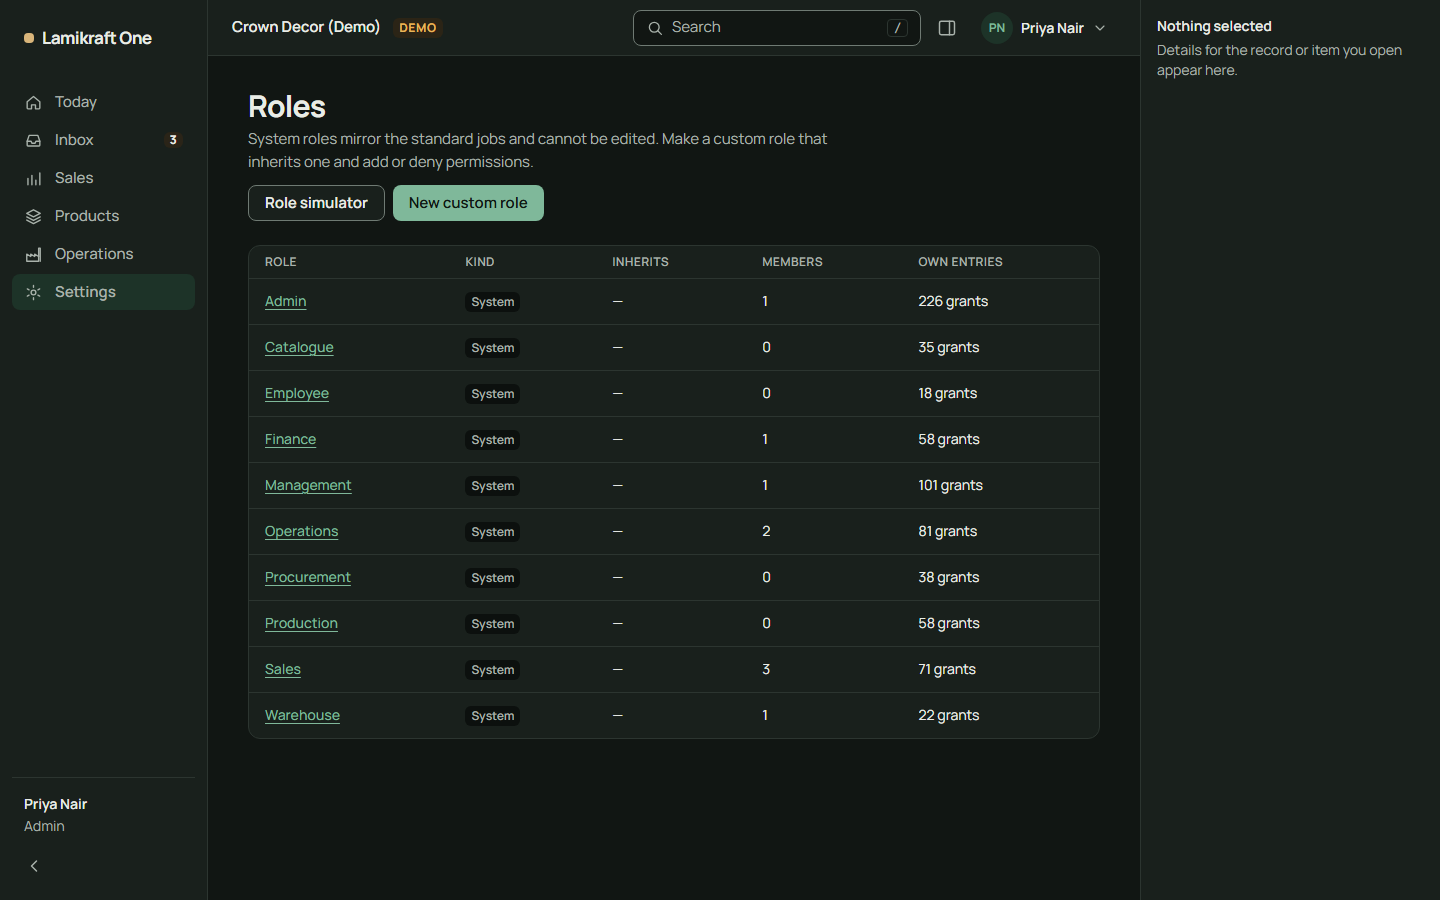 Lamikraft One
Today
Inbox 3
Sales
Products
Operations
Settings
Priya Nair
Admin
Crown Decor (Demo) DEMO
Search /
PN Priya Nair
Roles
System roles mirror the standard jobs and cannot be edited. Make a custom role that
inherits one and add or deny permissions.
Role simulator New custom role
ROLE KIND INHERITS MEMBERS OWN ENTRIES
Admin System — 1 226 grants
Catalogue System — 0 35 grants
Employee System — 0 18 grants
Finance System — 1 58 grants
Management System — 1 101 grants
Operations System — 2 81 grants
Procurement System — 0 38 grants
Production System — 0 58 grants
Sales System — 3 71 grants
Warehouse System — 1 22 grants
Nothing selected
Details for the record or item you open
appear here.